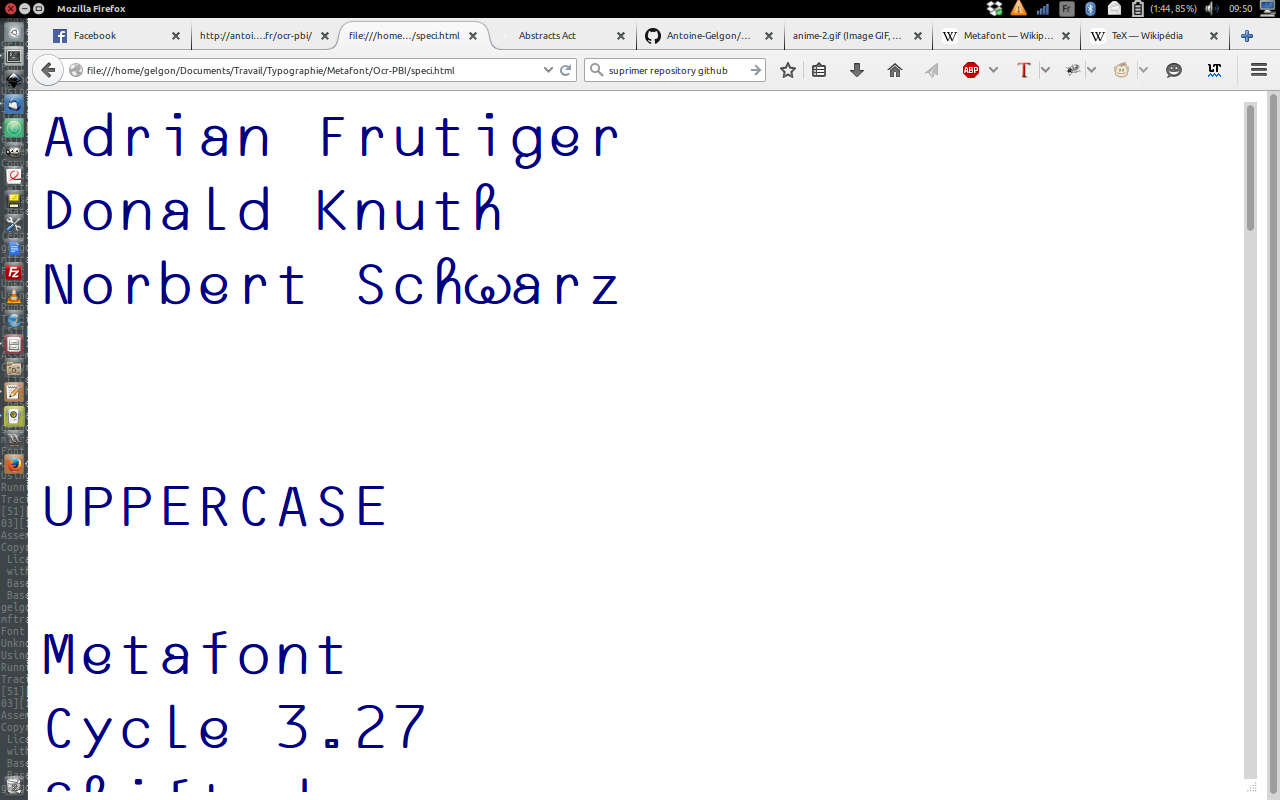 Mozilla Firefox
Fr
(1:44, 85%)
09:50
Facebook
http://antoi....fr/ocr-pbi/
file:///home.../speci.html
Abstracts Act
Antoine-Gelgon/...
anime-2.gif (Image GIF, ...
Metafont — Wikip...
TeX — Wikipédia
file:///home/gelgon/Documents/Travail/Typographie/Metafont/Ocr-PBI/speci.html
suprimer repository github
ABP
LT
Adrian Frutiger
Donald Knuth
Norbert Schwarz
UPPERCASE
Metafont
Cycle 3.27